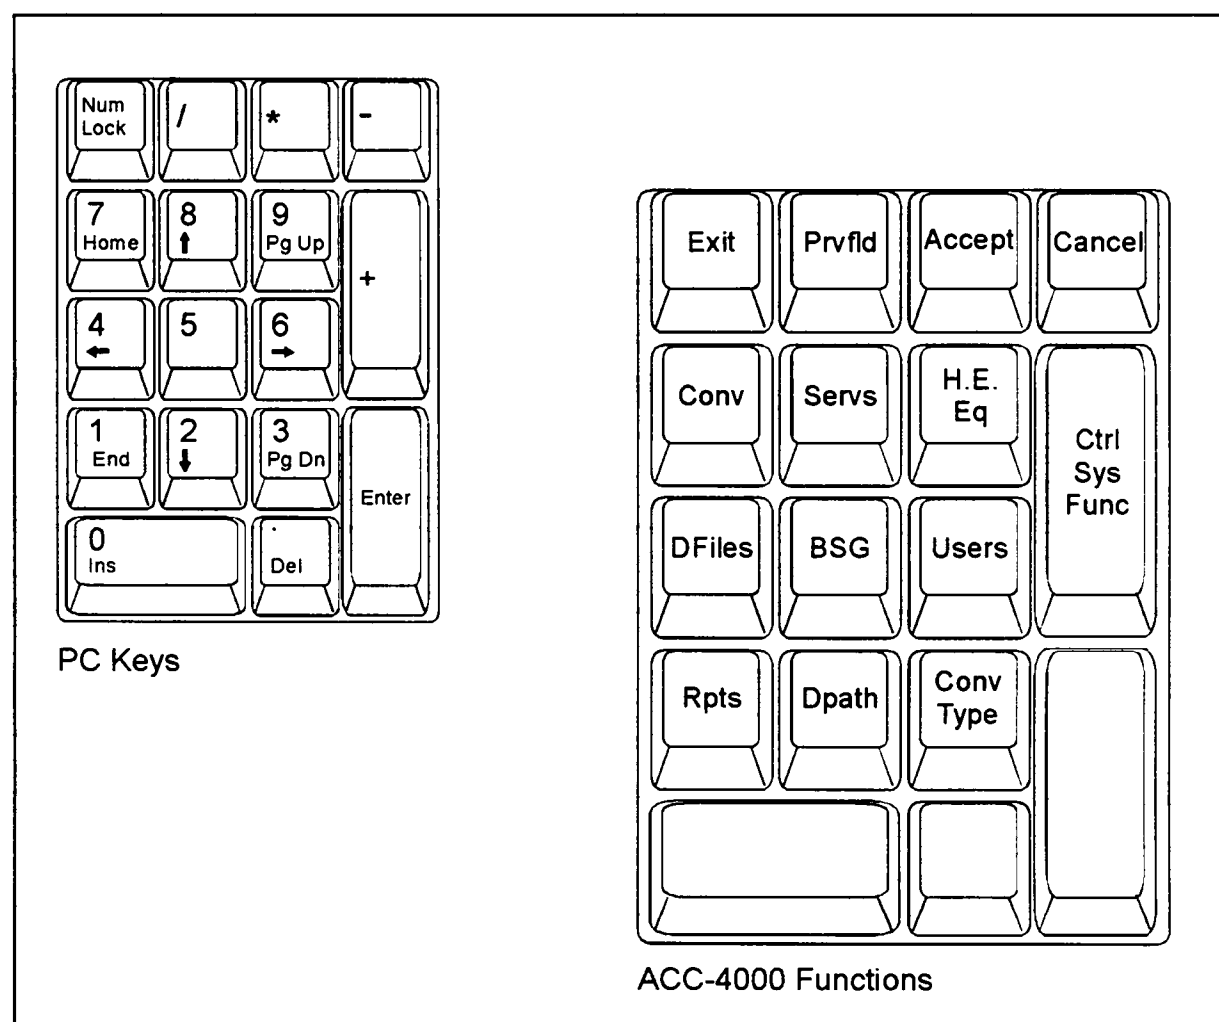 Num
Lock
/
*
-
7
Home
8
↑
9
Pg Up
+
4
←
5
6
→
1
End
2
↓
3
Pg Dn
Enter
0
Ins
.
Del
PC Keys
Exit
Prvfld
Accept
Cancel
Conv
Servs
H.E.
Eq
Ctrl
Sys
Func
DFiles
BSG
Users
Rpts
Dpath
Conv
Type
ACC-4000 Functions